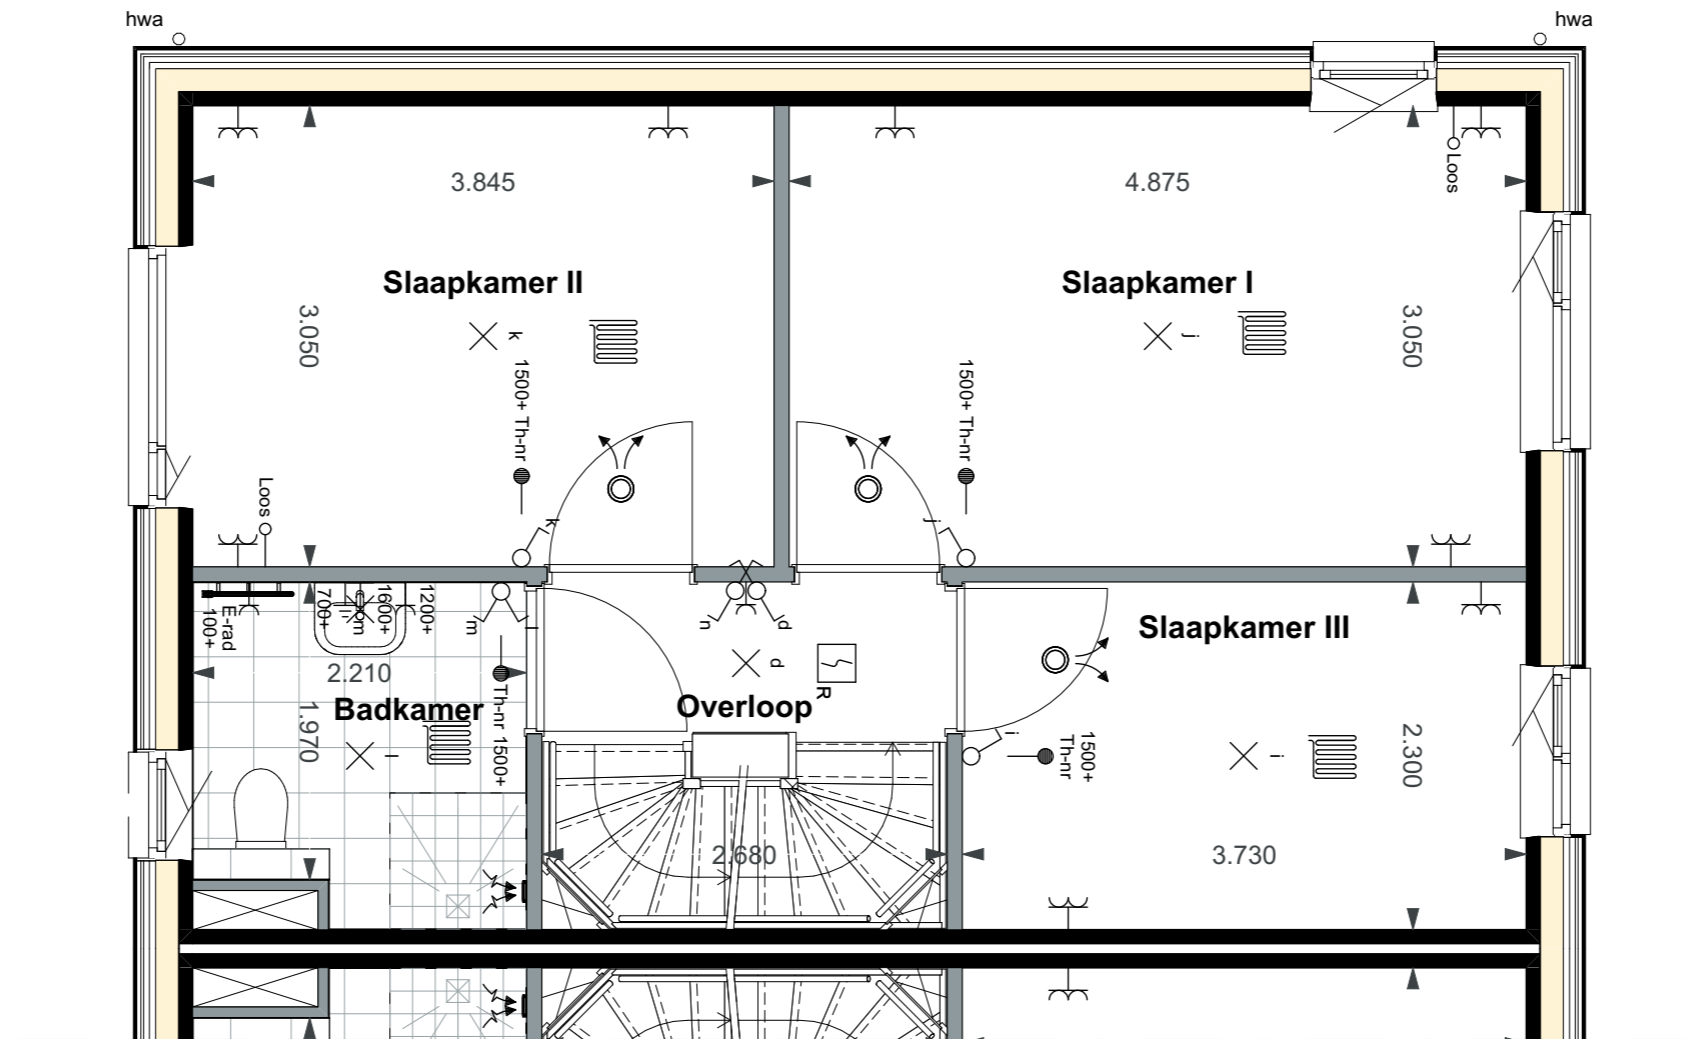 hwa
hwa
3.845
4.875
Loos
Slaapkamer II
Slaapkamer I
3.050
k
j
3.050
1500+ Th-nr
1500+ Th-nr
Loos
k
j
E-rad
100+
700+
1600+
1200+
m
l
n
d
Slaapkamer III
2.210
d
R
Badkamer
Overloop
1.970
l
Th-nr 1500+
i
1500+
Th-nr
i
2.300
2.680
3.730